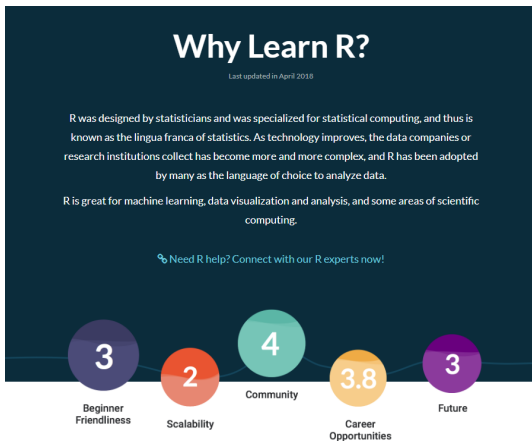 Why Learn R?
Last updated in April 2018
R was designed by statisticians and was specialized for statistical computing, and thus is
known as the lingua franca of statistics. As technology improves, the data companies or
research institutions collect has become more and more complex, and R has been adopted
by many as the language of choice to analyze data.
R is great for machine learning, data visualization and analysis, and some areas of scientific
computing.
Need R help? Connect with our R experts now!
3
Beginner
Friendliness
2
Scalability
4
Community
3.8
Career
Opportunities
3
Future